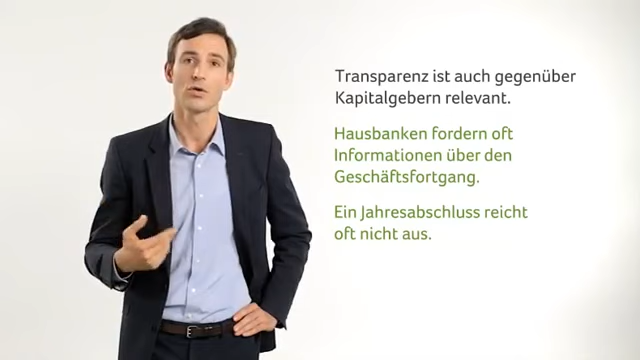 Transparenz ist auch gegenüber
Kapitalgebern relevant.
Hausbanken fordern oft
Informationen über den
Geschäftsfortgang.
Ein Jahresabschluss reicht
oft nicht aus.